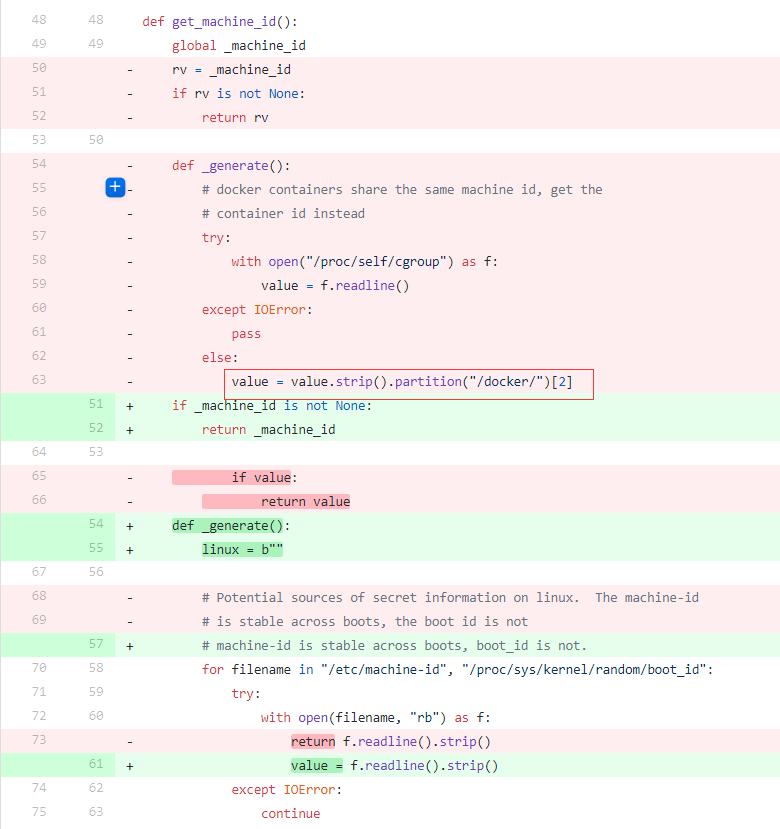 48 48 def get_machine_id():
49 49 global _machine_id
50 - rv = _machine_id
51 - if rv is not None:
52 - return rv
53 50
54 - def _generate():
55 + - # docker containers share the same machine id, get the
56 - # container id instead
57 - try:
58 - with open("/proc/self/cgroup") as f:
59 - value = f.readline()
60 - except IOError:
61 - pass
62 - else:
63 - value = value.strip().partition("/docker/")[2]
51 + if _machine_id is not None:
52 + return _machine_id
64 53
65 - if value:
66 - return value
54 + def _generate():
55 + linux = b""
67 56
68 - # Potential sources of secret information on linux.  The machine-id
69 - # is stable across boots, the boot id is not
57 + # machine-id is stable across boots, boot_id is not.
70 58 for filename in "/etc/machine-id", "/proc/sys/kernel/random/boot_id":
71 59 try:
72 60 with open(filename, "rb") as f:
73 - return f.readline().strip()
61 + value = f.readline().strip()
74 62 except IOError:
75 63 continue